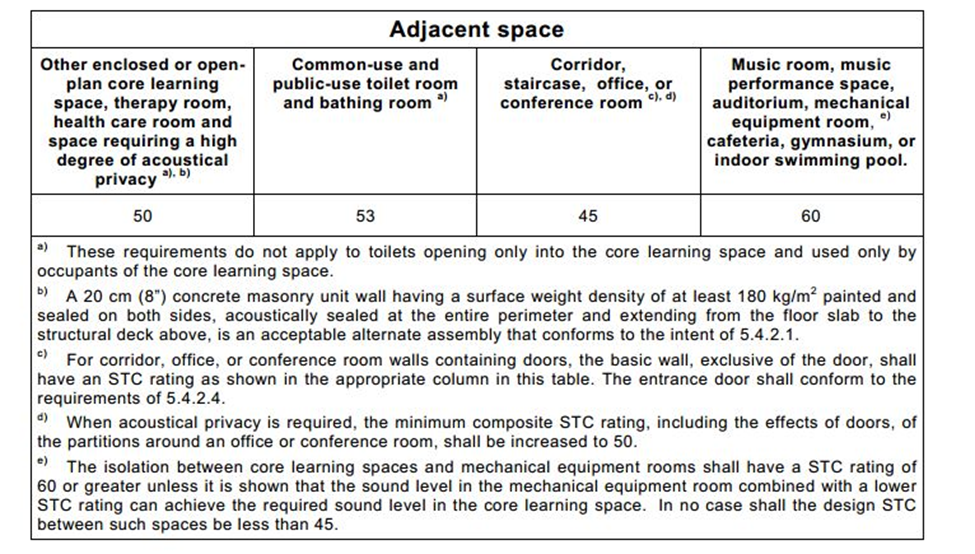 Adjacent space
Other enclosed or open-
plan core learning
space, therapy room,
health care room and
space requiring a high
degree of acoustical
privacy a), b)
Common-use and
public-use toilet room
and bathing room a)
Corridor,
staircase, office, or
conference room c), d)
Music room, music
performance space,
auditorium, mechanical
equipment room, e)
cafeteria, gymnasium, or
indoor swimming pool.
50
53
45
60
a) These requirements do not apply to toilets opening only into the core learning space and used only by
occupants of the core learning space.
b) A 20 cm (8") concrete masonry unit wall having a surface weight density of at least 180 kg/m2 painted and
sealed on both sides, acoustically sealed at the entire perimeter and extending from the floor slab to the
structural deck above, is an acceptable alternate assembly that conforms to the intent of 5.4.2.1.
c) For corridor, office, or conference room walls containing doors, the basic wall, exclusive of the door, shall
have an STC rating as shown in the appropriate column in this table. The entrance door shall conform to the
requirements of 5.4.2.4.
d) When acoustical privacy is required, the minimum composite STC rating, including the effects of doors, of
the partitions around an office or conference room, shall be increased to 50.
e) The isolation between core learning spaces and mechanical equipment rooms shall have a STC rating of
60 or greater unless it is shown that the sound level in the mechanical equipment room combined with a lower
STC rating can achieve the required sound level in the core learning space. In no case shall the design STC
between such spaces be less than 45.